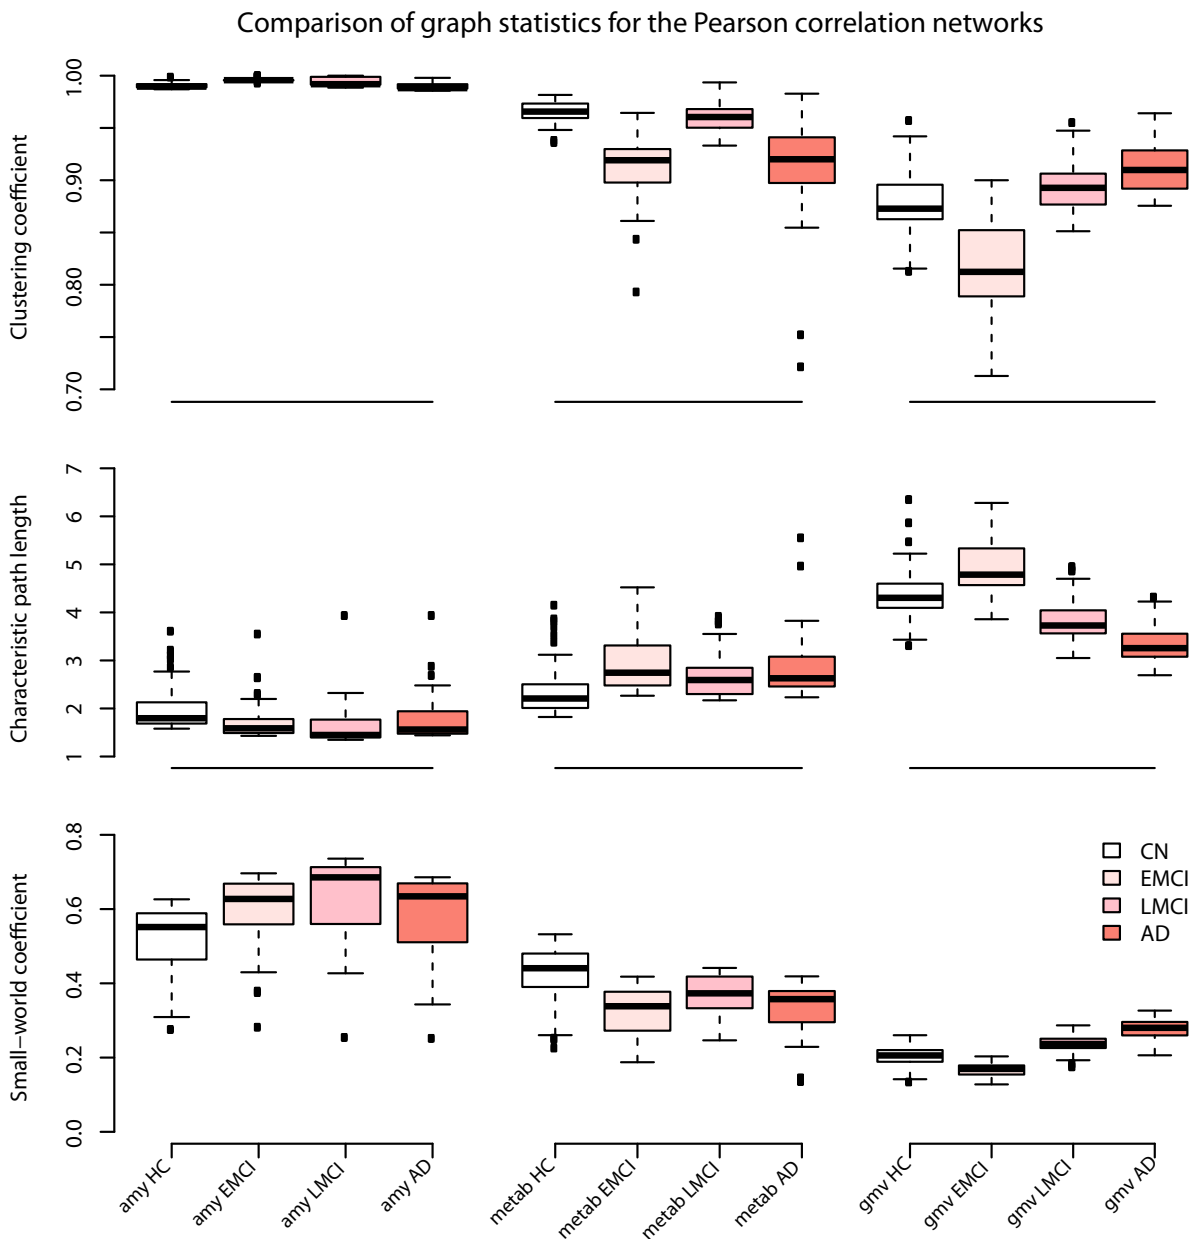 Comparison of graph statistics for the Pearson correlation networks
Clustering coefficient
1.00
0.90
0.80
0.70
Characteristic path length
7
6
5
4
3
2
1
Small−world coefficient
0.8
0.6
0.4
0.2
0.0
CN
EMCI
LMCI
AD
amy HC
amy EMCI
amy LMCI
amy AD
metab HC
metab EMCI
metab LMCI
metab AD
gmv HC
gmv EMCI
gmv LMCI
gmv AD